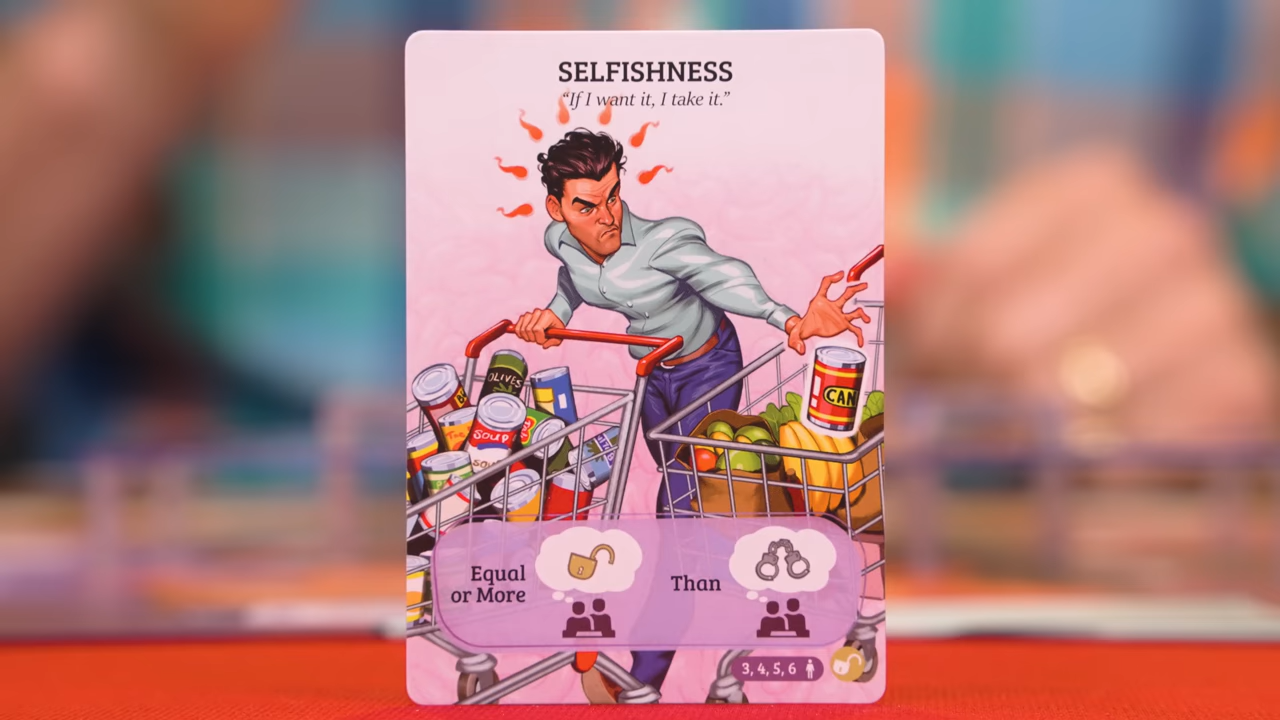 SELFISHNESS
“If I want it, I take it.”
OLIVES
SOUP
CAN
Equal
or More
Than
3, 4, 5, 6